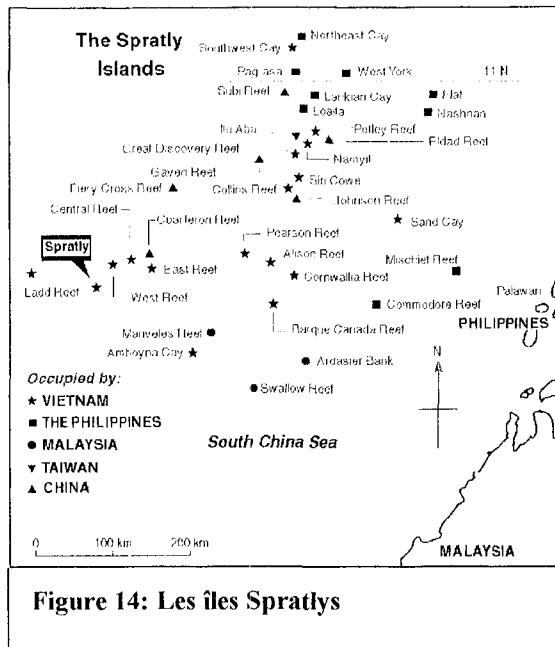 The Spratly
Islands
Northeast Cay
Southwest Cay
Pag-asa
West York
11 N
Subi Reef
Lankian Cay
Flat
Loaita
Nashnan
Itu Aba
Petley Reef
Eldad Reef
Great Discovery Reef
Namyit
Gaven Reef
Sin Cowe
Fiery Cross Reef
Collins Reef
Johnson Reef
Central Reef
Cuarteron Reef
Sand Cay
Pearson Reef
Spratly
Alison Reef
Mischief Reef
East Reef
Cornwallia Reef
Ladd Reef
Palawan
West Reef
Commodore Reef
PHILIPPINES
Barque Canada Reef
Mariveles Reef
Amboyna Cay
Ardasier Bank
N
Occupied by:
Swallow Reef
VIETNAM
THE PHILIPPINES
MALAYSIA
South China Sea
TAIWAN
CHINA
0 100 km 200 km
MALAYSIA
Figure 14: Les îles Spratlys